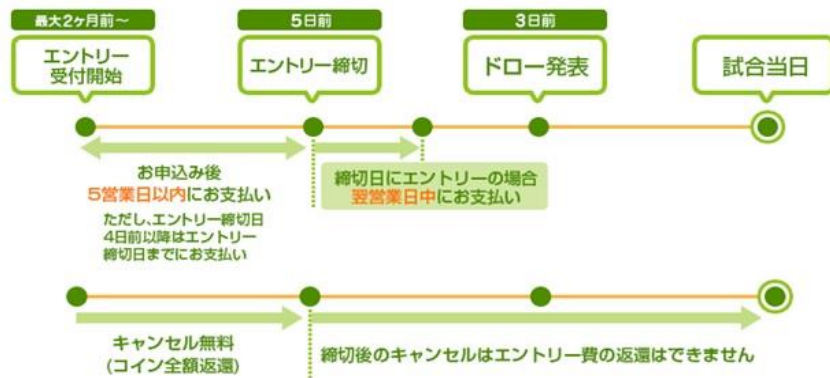 最大2ヶ月前～
5日前
3日前
エントリー
受付開始
エントリー締切
ドロー発表
試合当日
お申込み後
5営業日以内にお支払い
ただし、エントリー締切日
4日前以降はエントリー
締切日までにお支払い
締切日にエントリーの場合
翌営業日中にお支払い
キャンセル無料
(コイン全額返還)
締切後のキャンセルはエントリー費の返還はできません